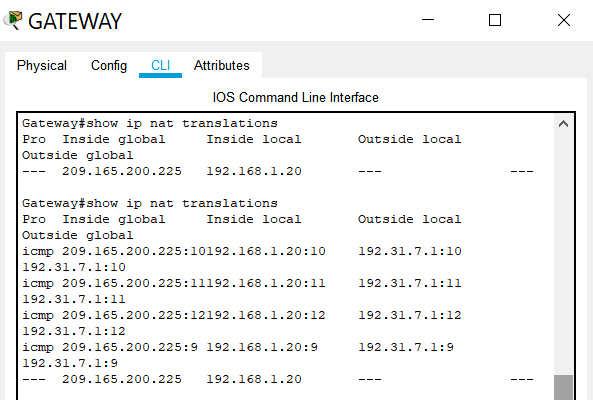 GATEWAY
Physical Config CLI Attributes
IOS Command Line Interface
Gateway#show ip nat translations
Pro  Inside global     Inside local       Outside local
Outside global
---  209.165.200.225   192.168.1.20       ---                ---
Gateway#show ip nat translations
Pro  Inside global     Inside local       Outside local
Outside global
icmp 209.165.200.225:10192.168.1.20:10    192.31.7.1:10
192.31.7.1:10
icmp 209.165.200.225:11192.168.1.20:11    192.31.7.1:11
192.31.7.1:11
icmp 209.165.200.225:12192.168.1.20:12    192.31.7.1:12
192.31.7.1:12
icmp 209.165.200.225:9 192.168.1.20:9     192.31.7.1:9
192.31.7.1:9
---  209.165.200.225   192.168.1.20       ---                ---